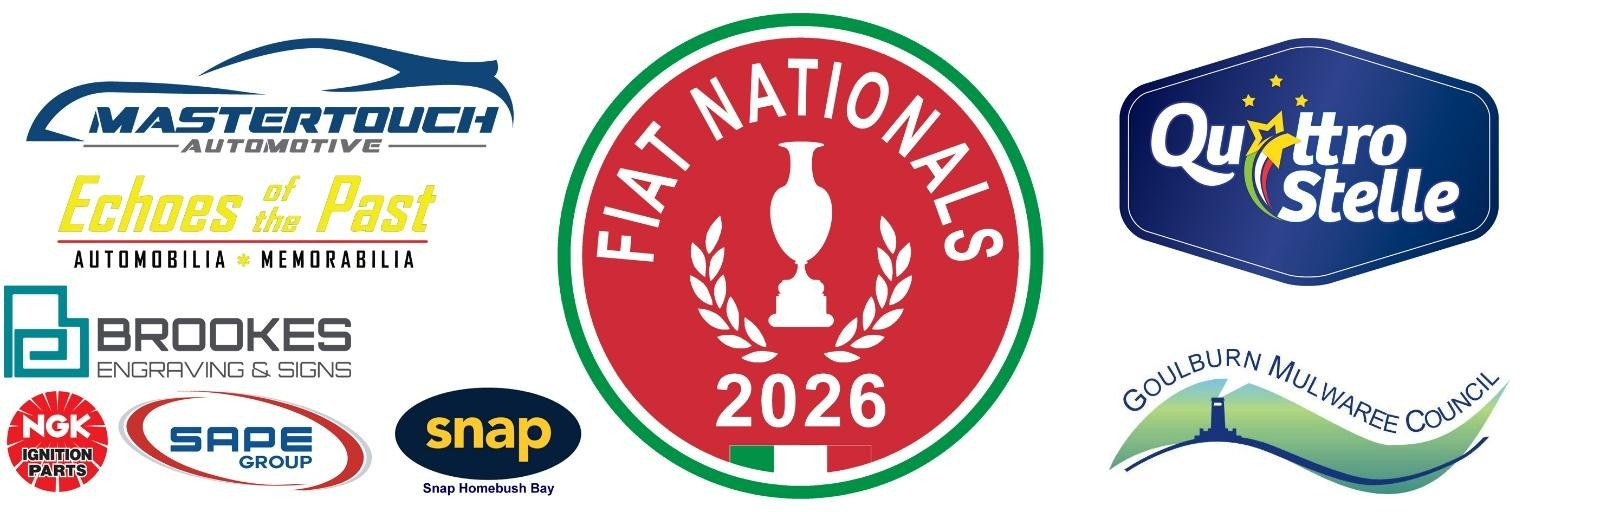 MASTERTOUCH
AUTOMOTIVE
Echoes of the Past
AUTOMOBILIA * MEMORABILIA
BROOKES
ENGRAVING & SIGNS
NGK
IGNITION
PARTS
SAPE
GROUP
snap
Snap Homebush Bay
FIAT NATIONALS
2026
Quattro
Stelle
GOULBURN MULWAREE COUNCIL